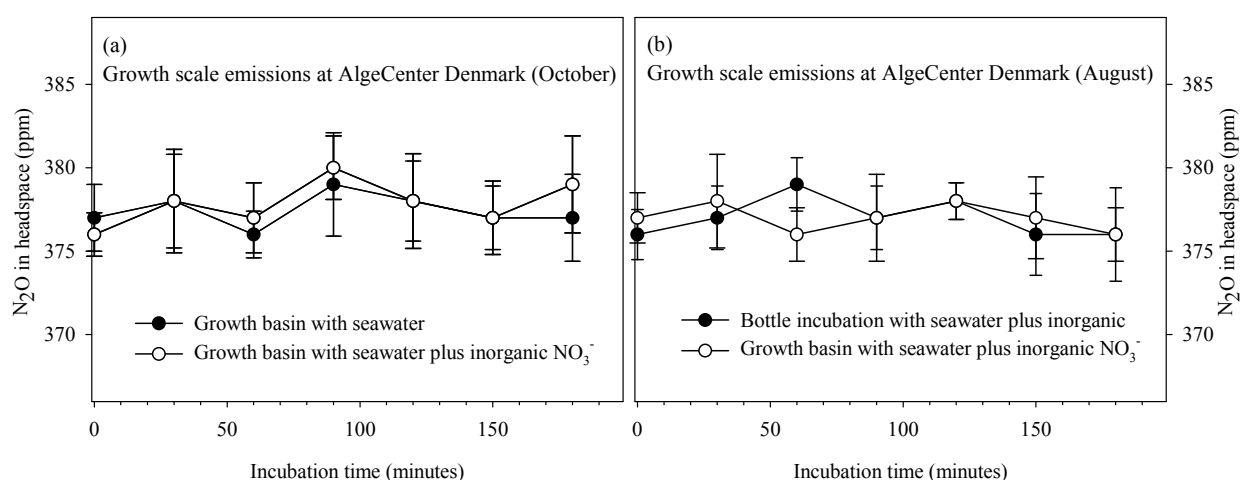 (a)
Growth scale emissions at AlgeCenter Denmark (October)
N2O in headspace (ppm)
385
380
375
370
Growth basin with seawater
Growth basin with seawater plus inorganic NO3-
0 50 100 150
Incubation time (minutes)
(b)
Growth scale emissions at AlgeCenter Denmark (August)
Bottle incubation with seawater plus inorganic
Growth basin with seawater plus inorganic NO3-
0 50 100 150
Incubation time (minutes)
385
380
375
370
N2O in headspace (ppm)